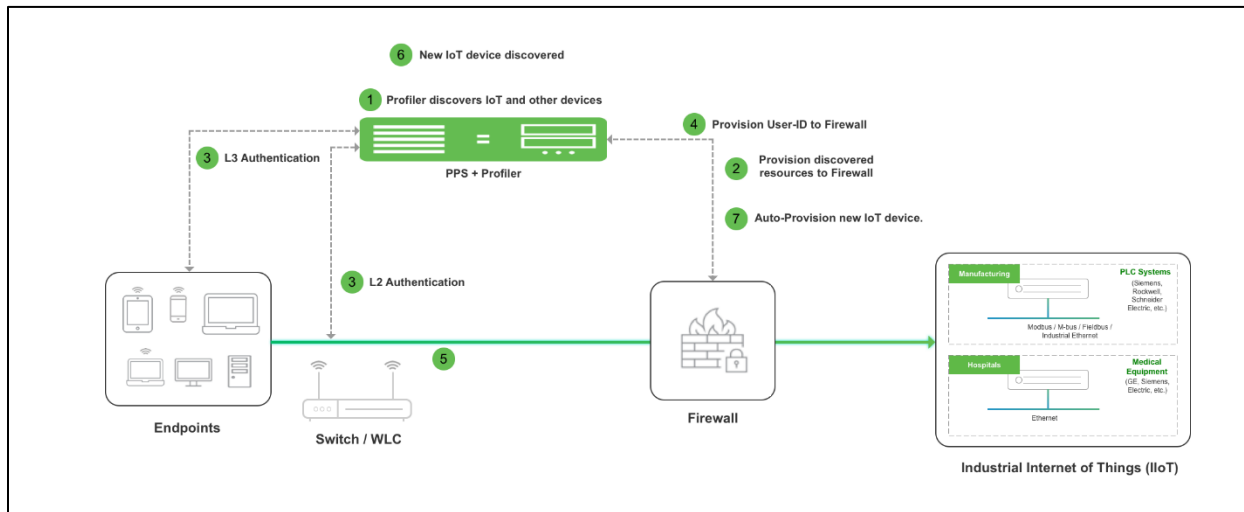 6 New IoT device discovered
1 Profiler discovers IoT and other devices
4 Provision User-ID to Firewall
3 L3 Authentication
PPS + Profiler
2 Provision discovered
resources to Firewall
7 Auto-Provision new IoT device.
3 L2 Authentication
5
Endpoints
Switch / WLC
Firewall
Manufacturing
PLC Systems
(Siemens,
Rockwell,
Schneider
Electric, etc.)
Modbus / M-bus / Fieldbus /
Industrial Ethernet
Hospitals
Medical
Equipment
(GE, Siemens,
Electric, etc.)
Ethernet
Industrial Internet of Things (IIoT)